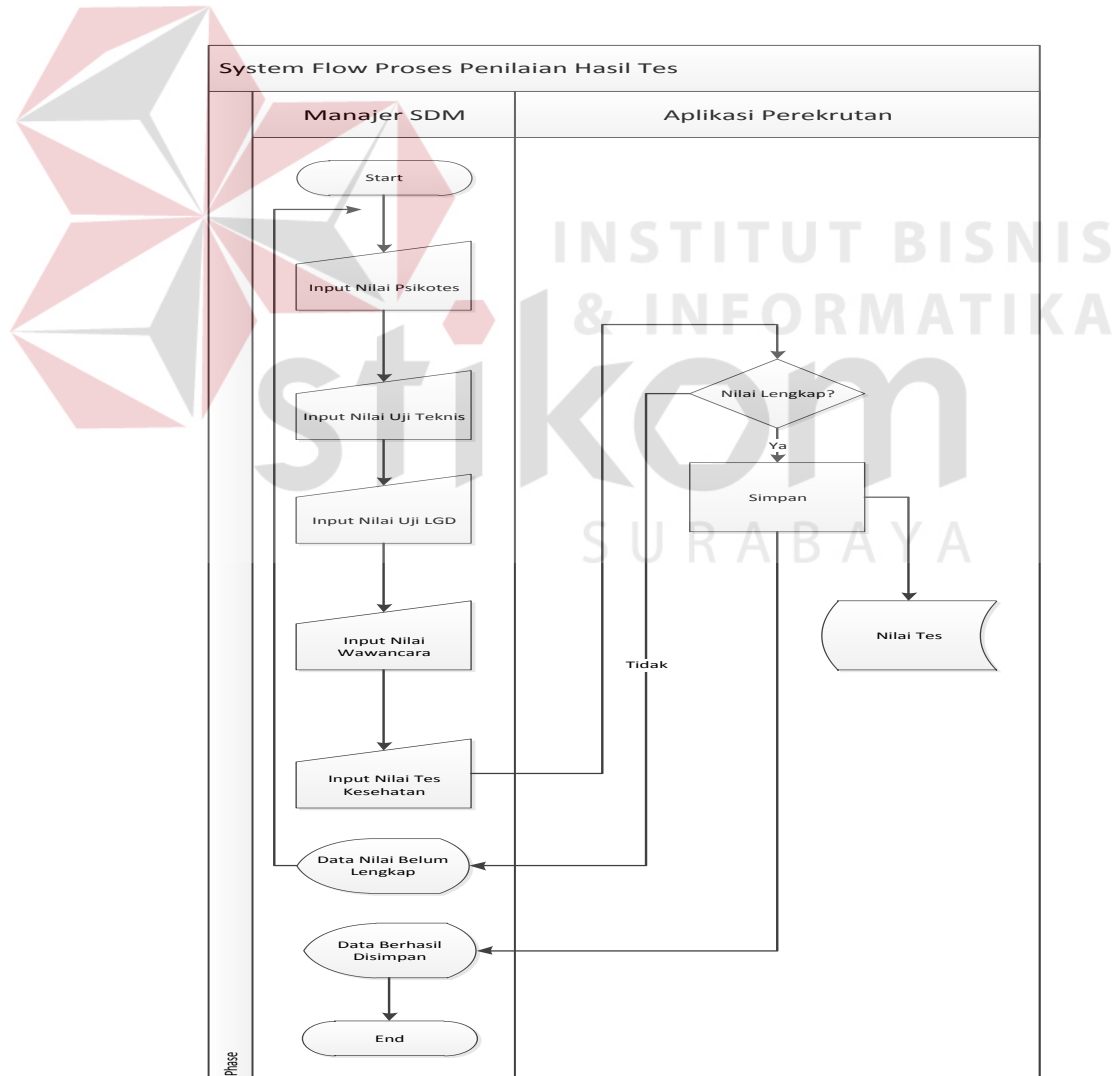 System Flow Proses Penilaian Hasil Tes
Manajer SDM
Aplikasi Perekrutan
Start
Input Nilai Psikotes
Input Nilai Uji Teknis
Input Nilai Uji LGD
Input Nilai
Wawancara
Input Nilai Tes
Kesehatan
Data Nilai Belum
Lengkap
Data Berhasil
Disimpan
End
Nilai Lengkap?
Ya
Simpan
Nilai Tes
Tidak
Phase
INSTITUT BISNIS
& INFORMATIKA
stikom
SURABAYA